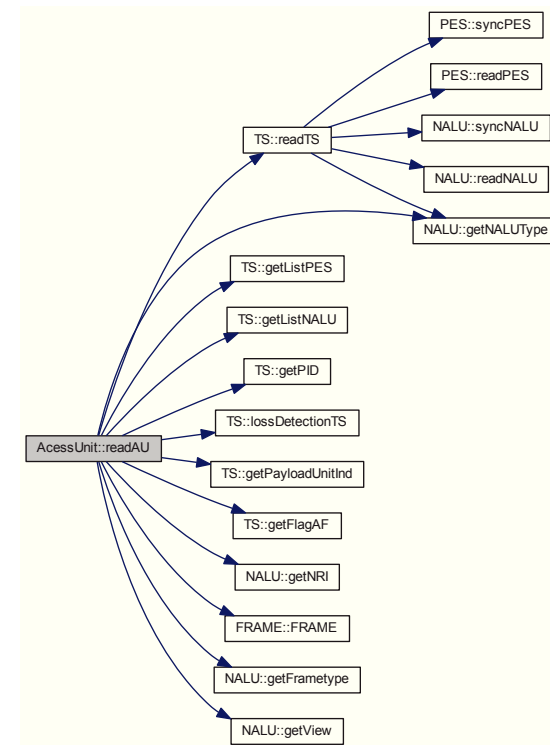 PES::syncPES
PES::readPES
TS::readTS
NALU::syncNALU
NALU::readNALU
NALU::getNALUType
TS::getListPES
TS::getListNALU
TS::getPID
TS::lossDetectionTS
AcessUnit::readAU
TS::getPayloadUnitInd
TS::getFlagAF
NALU::getNRI
FRAME::FRAME
NALU::getFrametype
NALU::getView